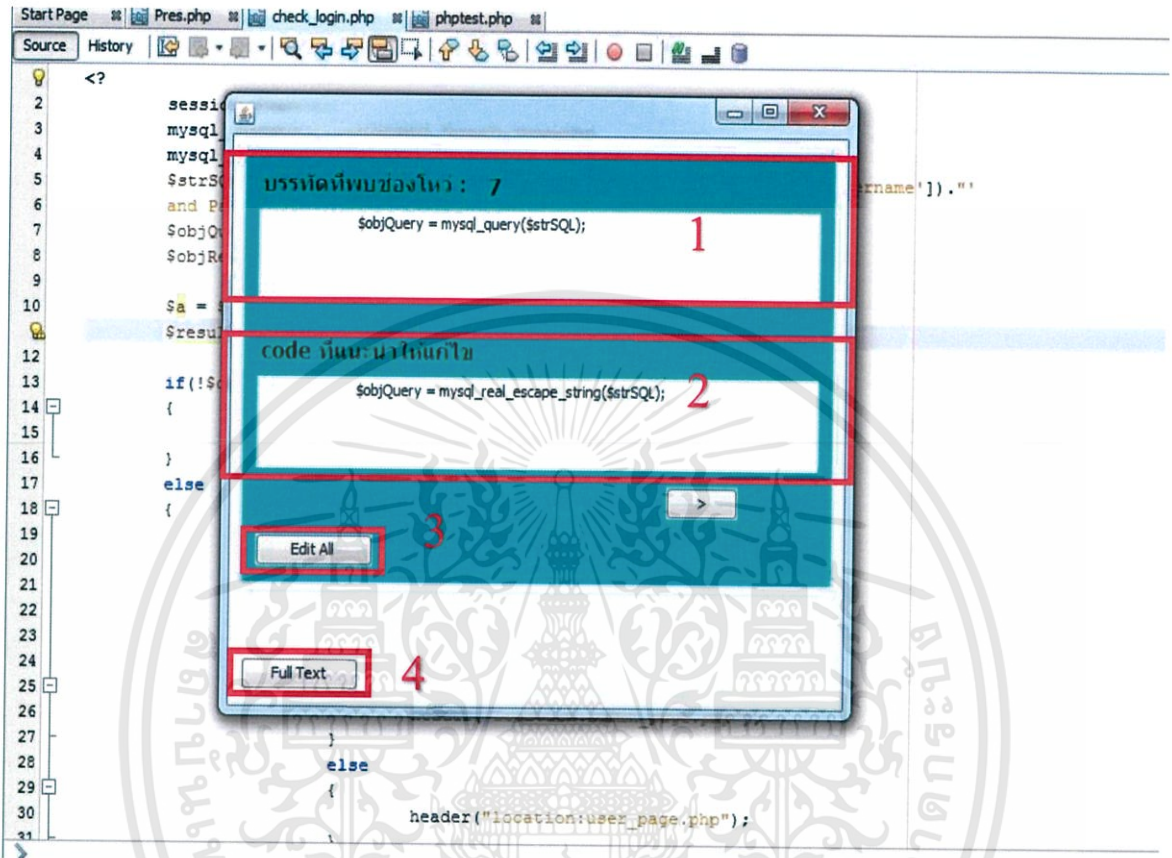 Start Page Pres.php check_login.php phptest.php
Source History
<?
2 sessi
3 mysql_
4 mysql_
5 $strS
ername'])."'
6 and P
7 $objQ
8 $objRe
9
10 $a =
$resul
12
13 if(!$
14 {
15
16 }
17 else
18 {
19
20
21
22
23
24
25
26
27 }
28 else
29 {
30 header("location:user_page.php");
31
บรรทัดที่พบช่องโหว่ : 7
$objQuery = mysql_query($strSQL);
1
code ที่แนะนำให้แก้ไข
$objQuery = mysql_real_escape_string($strSQL);
2
>
Edit All
3
Full Text
4